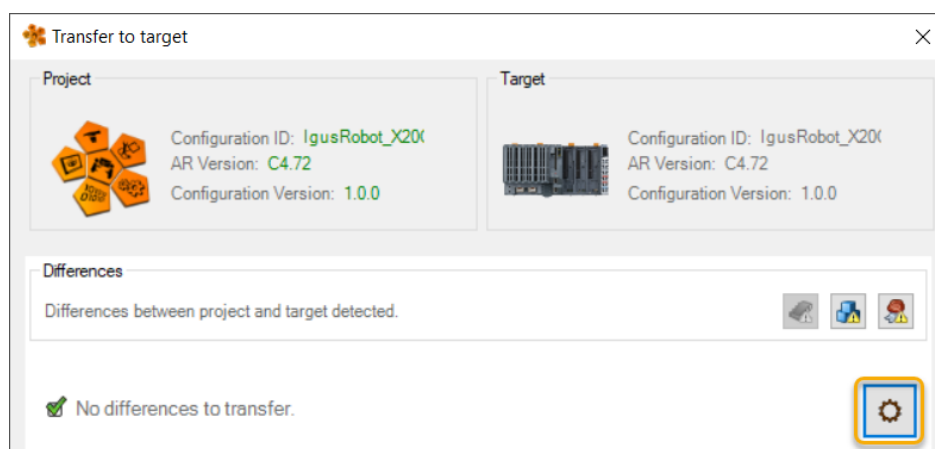 Transfer to target
Project
Configuration ID: IgusRobot_X20(
AR Version: C4.72
Configuration Version: 1.0.0
Target
Configuration ID: IgusRobot_X20(
AR Version: C4.72
Configuration Version: 1.0.0
Differences
Differences between project and target detected.
No differences to transfer.